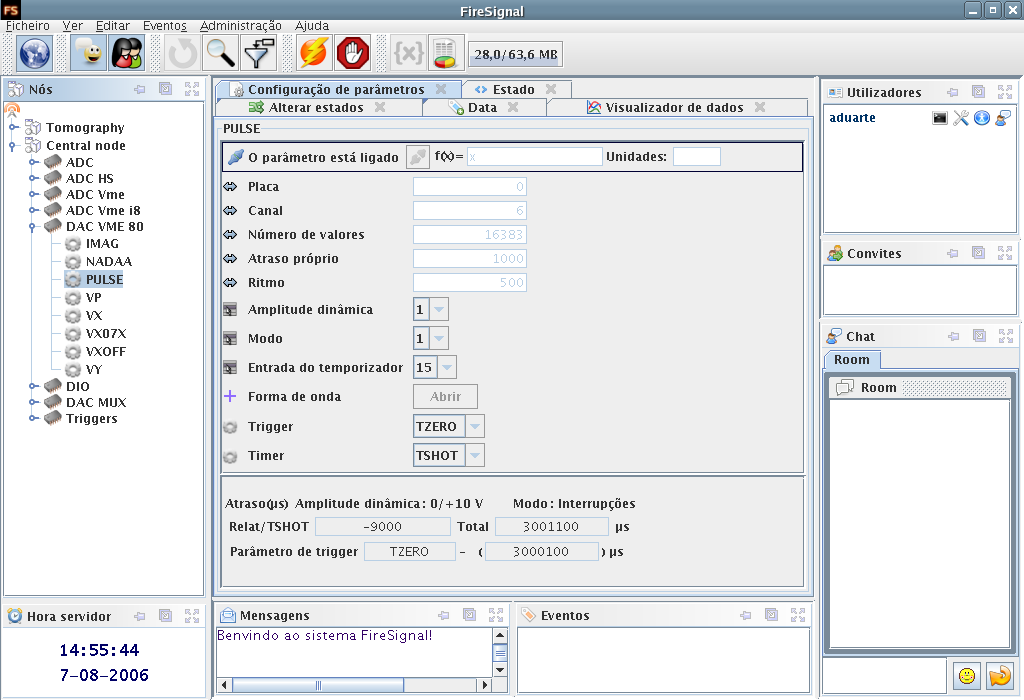 FS FireSignal
Ficheiro Ver Editar Eventos Administração Ajuda
{x} 28,0/63,6 MB
Nós
Tomography
Central node
ADC
ADC HS
ADC Vme
ADC Vme i8
DAC VME 80
IMAG
NADAA
PULSE
VP
VX
VX07X
VXOFF
VY
DIO
DAC MUX
Triggers
Hora servidor
14:55:44
7-08-2006
Configuração de parâmetros Estado
Alterar estados Data Visualizador de dados
PULSE
O parâmetro está ligado f(x)= x Unidades:
Placa 0
Canal 6
Número de valores 16383
Atraso próprio 1000
Ritmo 500
Amplitude dinâmica 1
Modo 1
Entrada do temporizador 15
Forma de onda Abrir
Trigger TZERO
Timer TSHOT
Atraso(µs) Amplitude dinâmica: 0/+10 V Modo: Interrupções
Relat/TSHOT -9000 Total 3001100 µs
Parâmetro de trigger TZERO - ( 3000100 ) µs
Mensagens
Benvindo ao sistema FireSignal!
Eventos
Utilizadores
aduarte
Convites
Chat
Room
Room